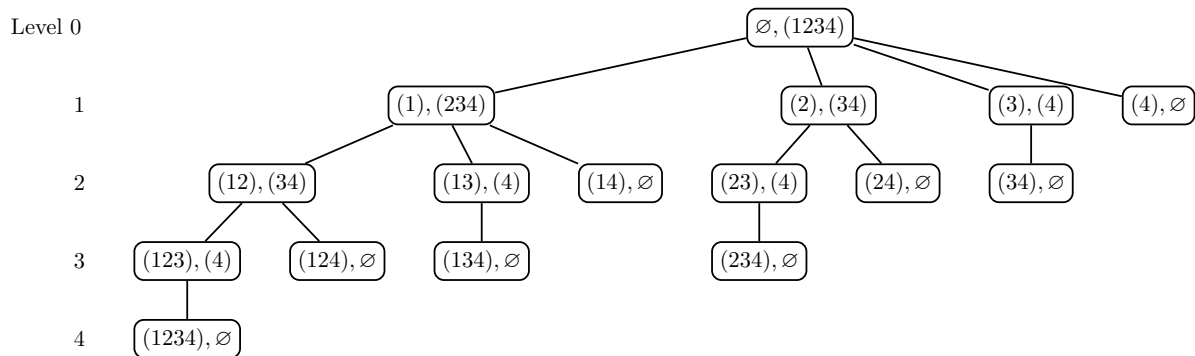 Level 0 ∅, (1234)
1 (1), (234) (2), (34) (3), (4) (4), ∅
2 (12), (34) (13), (4) (14), ∅ (23), (4) (24), ∅ (34), ∅
3 (123), (4) (124), ∅ (134), ∅ (234), ∅
4 (1234), ∅